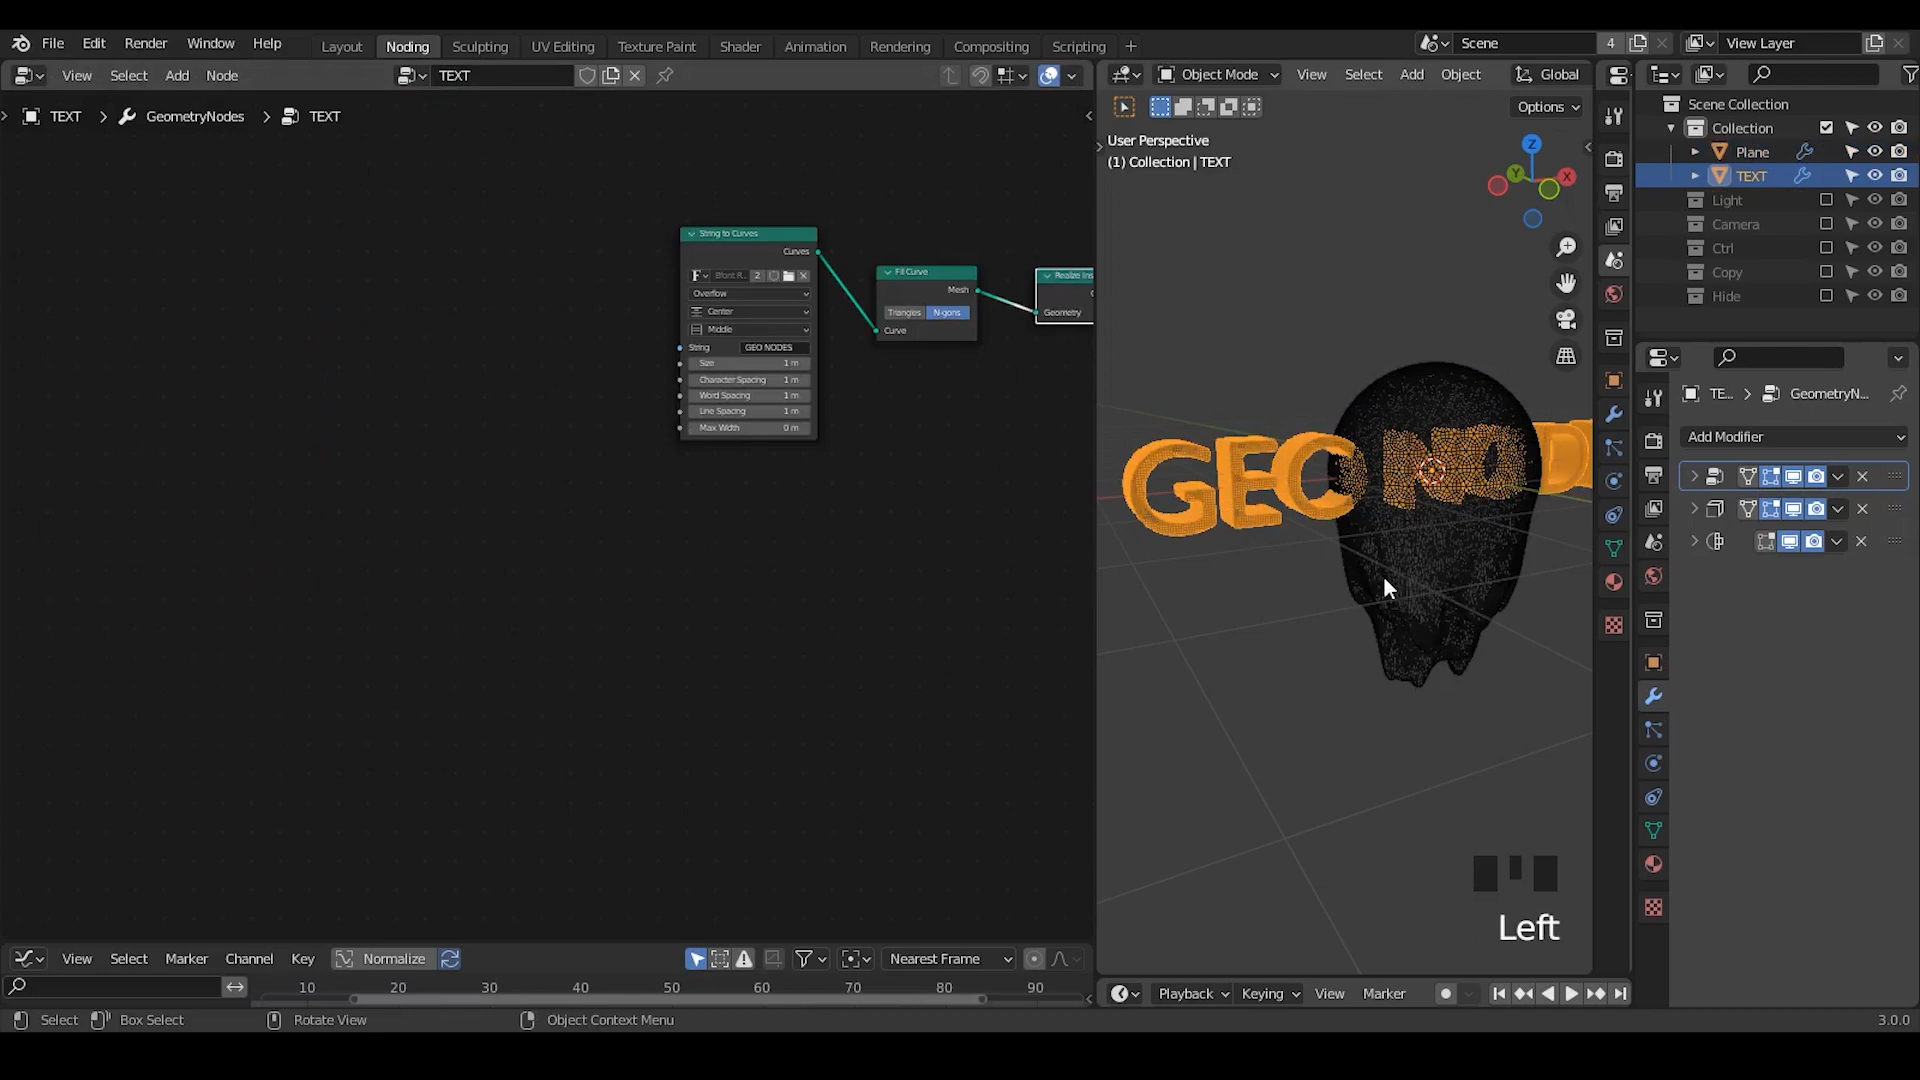 File Edit Render Window Help Layout Noding Sculpting UV Editing Texture Paint Shader Animation Rendering Compositing Scripting + Scene 4 View Layer
View Select Add Node TEXT Object Mode View Select Add Object Global
TEXT > GeometryNodes > TEXT
Options
User Perspective
(1) Collection | TEXT
Z
Y
X
Scene Collection
Collection
Plane
TEXT
Light
Camera
Ctrl
Copy
Hide
String to Curves
Curves
Bfont R.. 2
Overflow
Center
Middle
String GEO NODES
Size 1 m
Character Spacing 1 m
Word Spacing 1 m
Line Spacing 1 m
Max Width 0 m
Fill Curve
Mesh
Triangles N-gons
Curve
Realize Ins
Geometry
GEO NOD
TE... > GeometryN...
Add Modifier
Left
View Select Marker Channel Key Normalize Nearest Frame
10 20 30 40 50 60 70 80 90
Playback Keying View Marker
Select Box Select Rotate View Object Context Menu 3.0.0